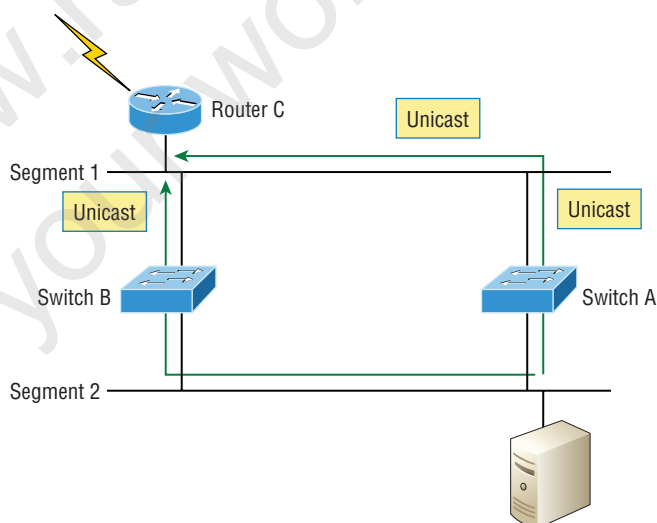 Router C
Unicast
Segment 1
Unicast
Unicast
Switch B
Switch A
Segment 2